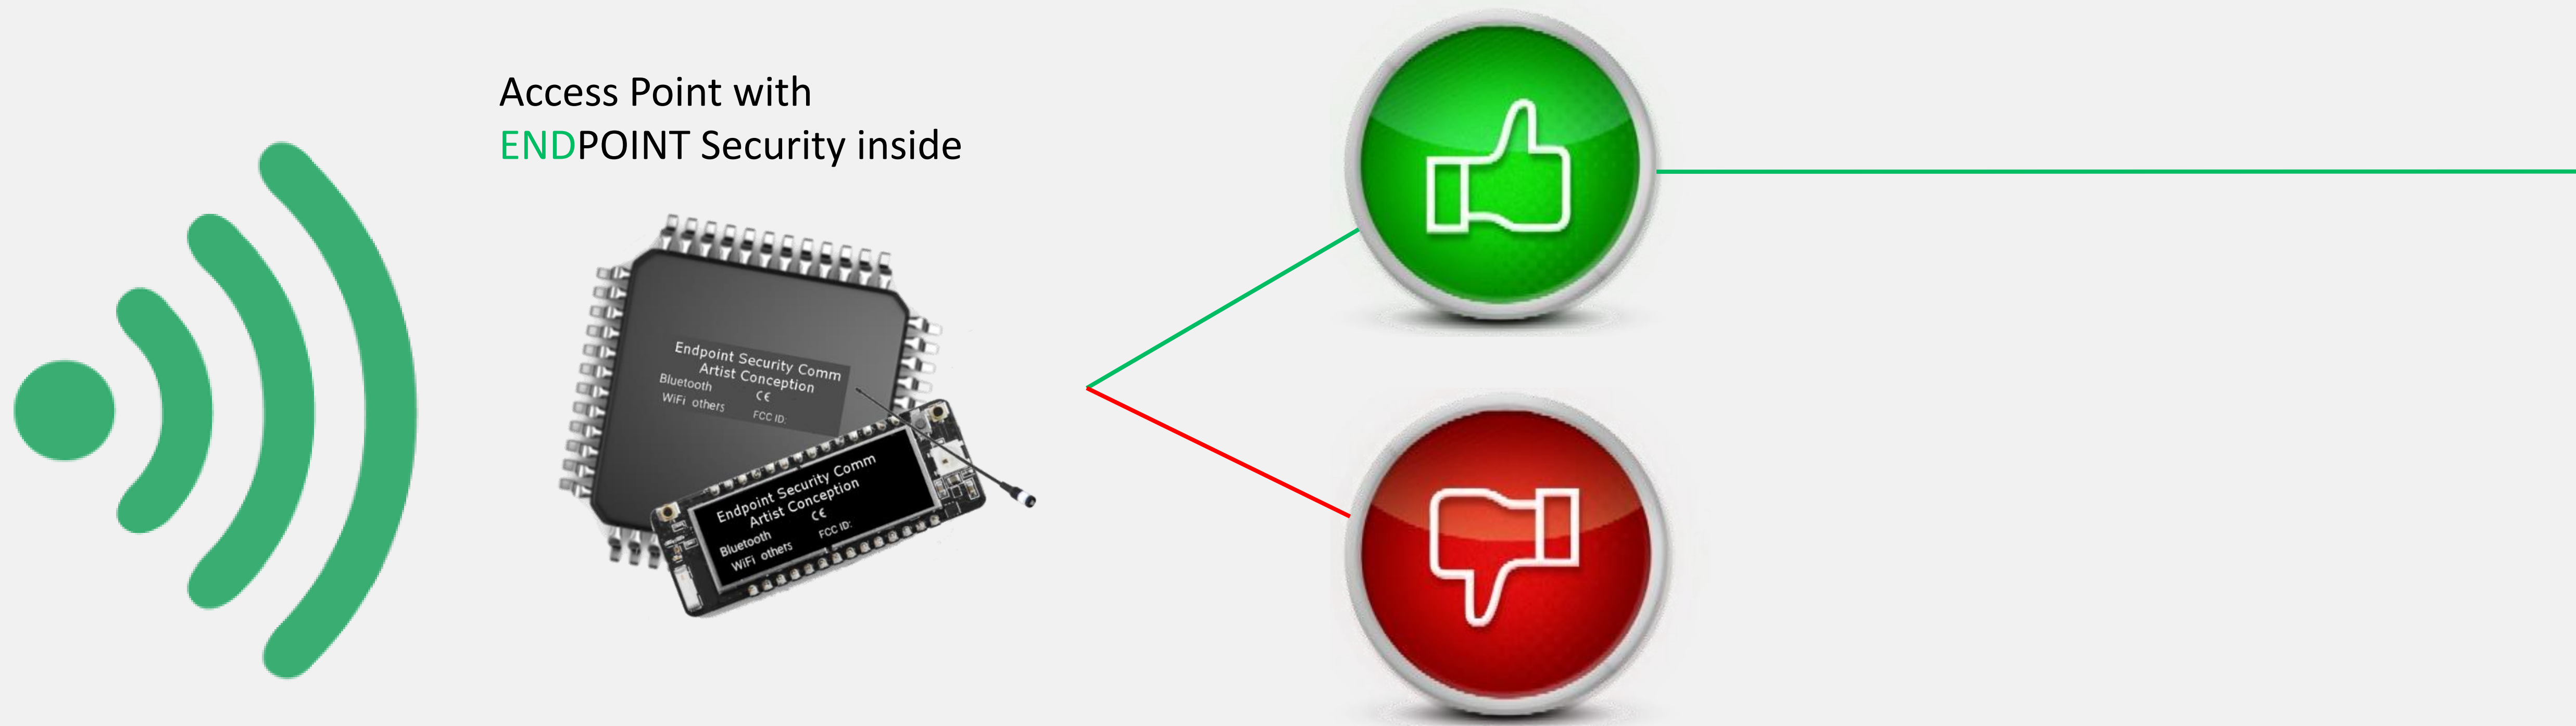 Access Point with
ENDPOINT Security inside
Endpoint Security Comm
Artist Conception
Bluetooth
CE
WiFi others
FCC ID:
Endpoint Security Comm
Artist Conception
CE
Bluetooth
FCC ID:
WiFi others